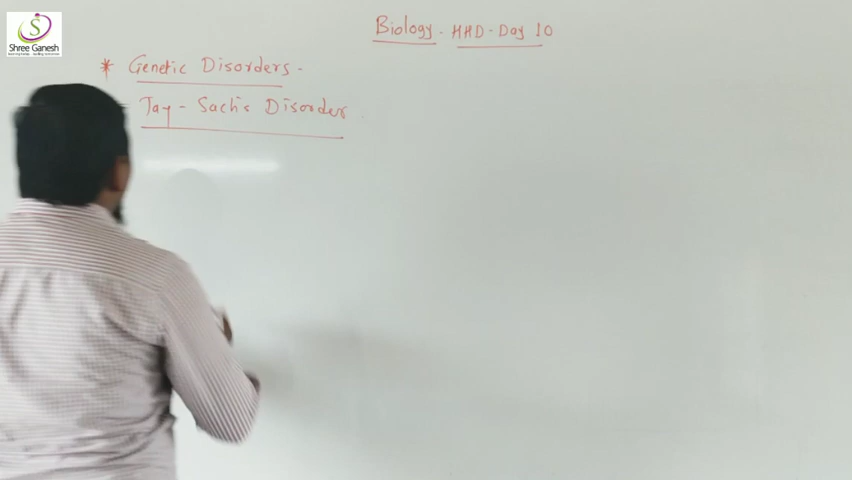 Shree Ganesh
Biology - HHD - Day 10
* Genetic Disorders -
Tay - Sach's Disorder